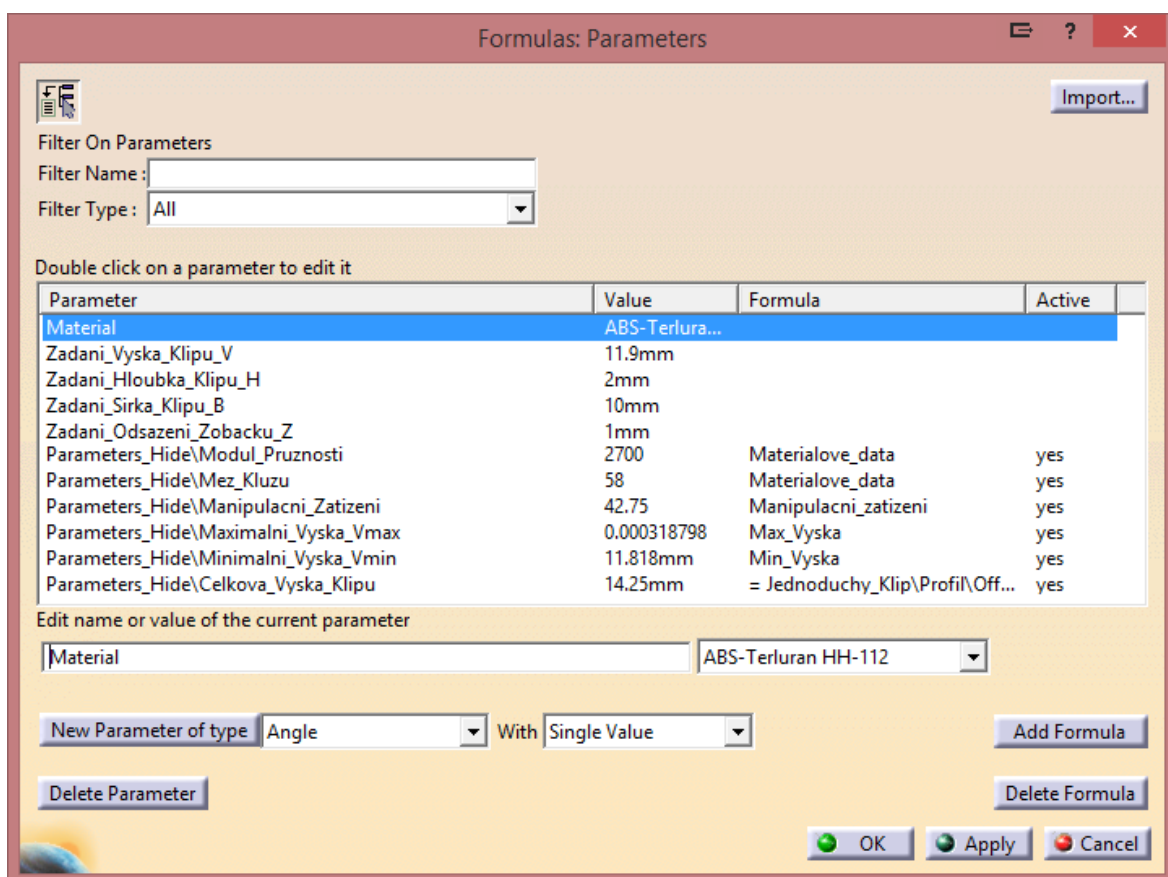 Formulas: Parameters
?
Import...
Filter On Parameters
Filter Name :
Filter Type : All
Double click on a parameter to edit it
Parameter Value Formula Active
Material ABS-Terlura...
Zadani_Vyska_Klipu_V 11.9mm
Zadani_Hloubka_Klipu_H 2mm
Zadani_Sirka_Klipu_B 10mm
Zadani_Odsazeni_Zobacku_Z 1mm
Parameters_Hide\Modul_Pruznosti 2700 Materialove_data yes
Parameters_Hide\Mez_Kluzu 58 Materialove_data yes
Parameters_Hide\Manipulacni_Zatizeni 42.75 Manipulacni_zatizeni yes
Parameters_Hide\Maximalni_Vyska_Vmax 0.000318798 Max_Vyska yes
Parameters_Hide\Minimalni_Vyska_Vmin 11.818mm Min_Vyska yes
Parameters_Hide\Celkova_Vyska_Klipu 14.25mm = Jednoduchy_Klip\Profil\Off... yes
Edit name or value of the current parameter
Material ABS-Terluran HH-112
New Parameter of type Angle With Single Value Add Formula
Delete Parameter Delete Formula
OK Apply Cancel